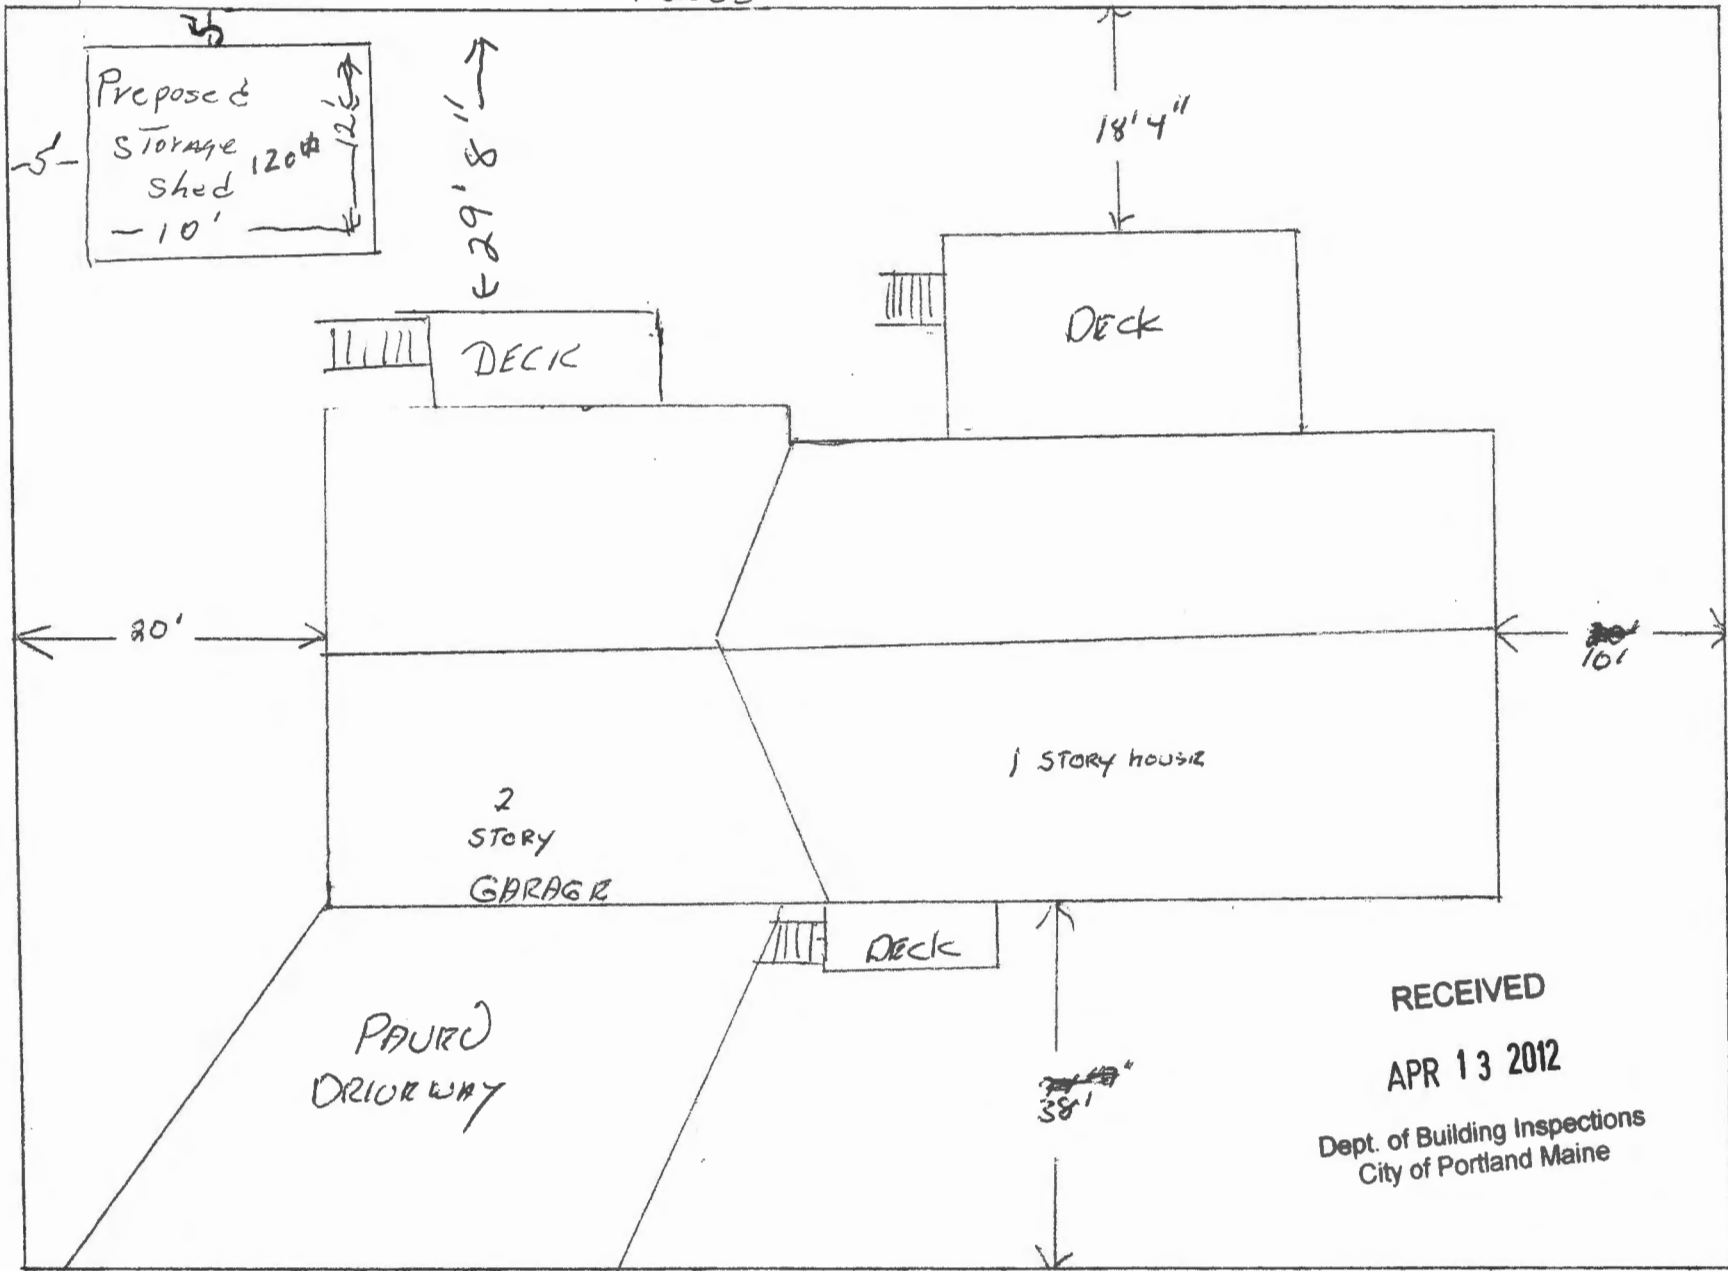 5'
Preposed
Storage
Shed
120#
12'
10'
5'
29' 8"
18' 4"
DECK
DECK
20'
10'
1 STORY HOUSE
2
STORY
GARAGE
DECK
PAVED
DRIVEWAY
38'
RECEIVED
APR 13 2012
Dept. of Building Inspections
City of Portland Maine